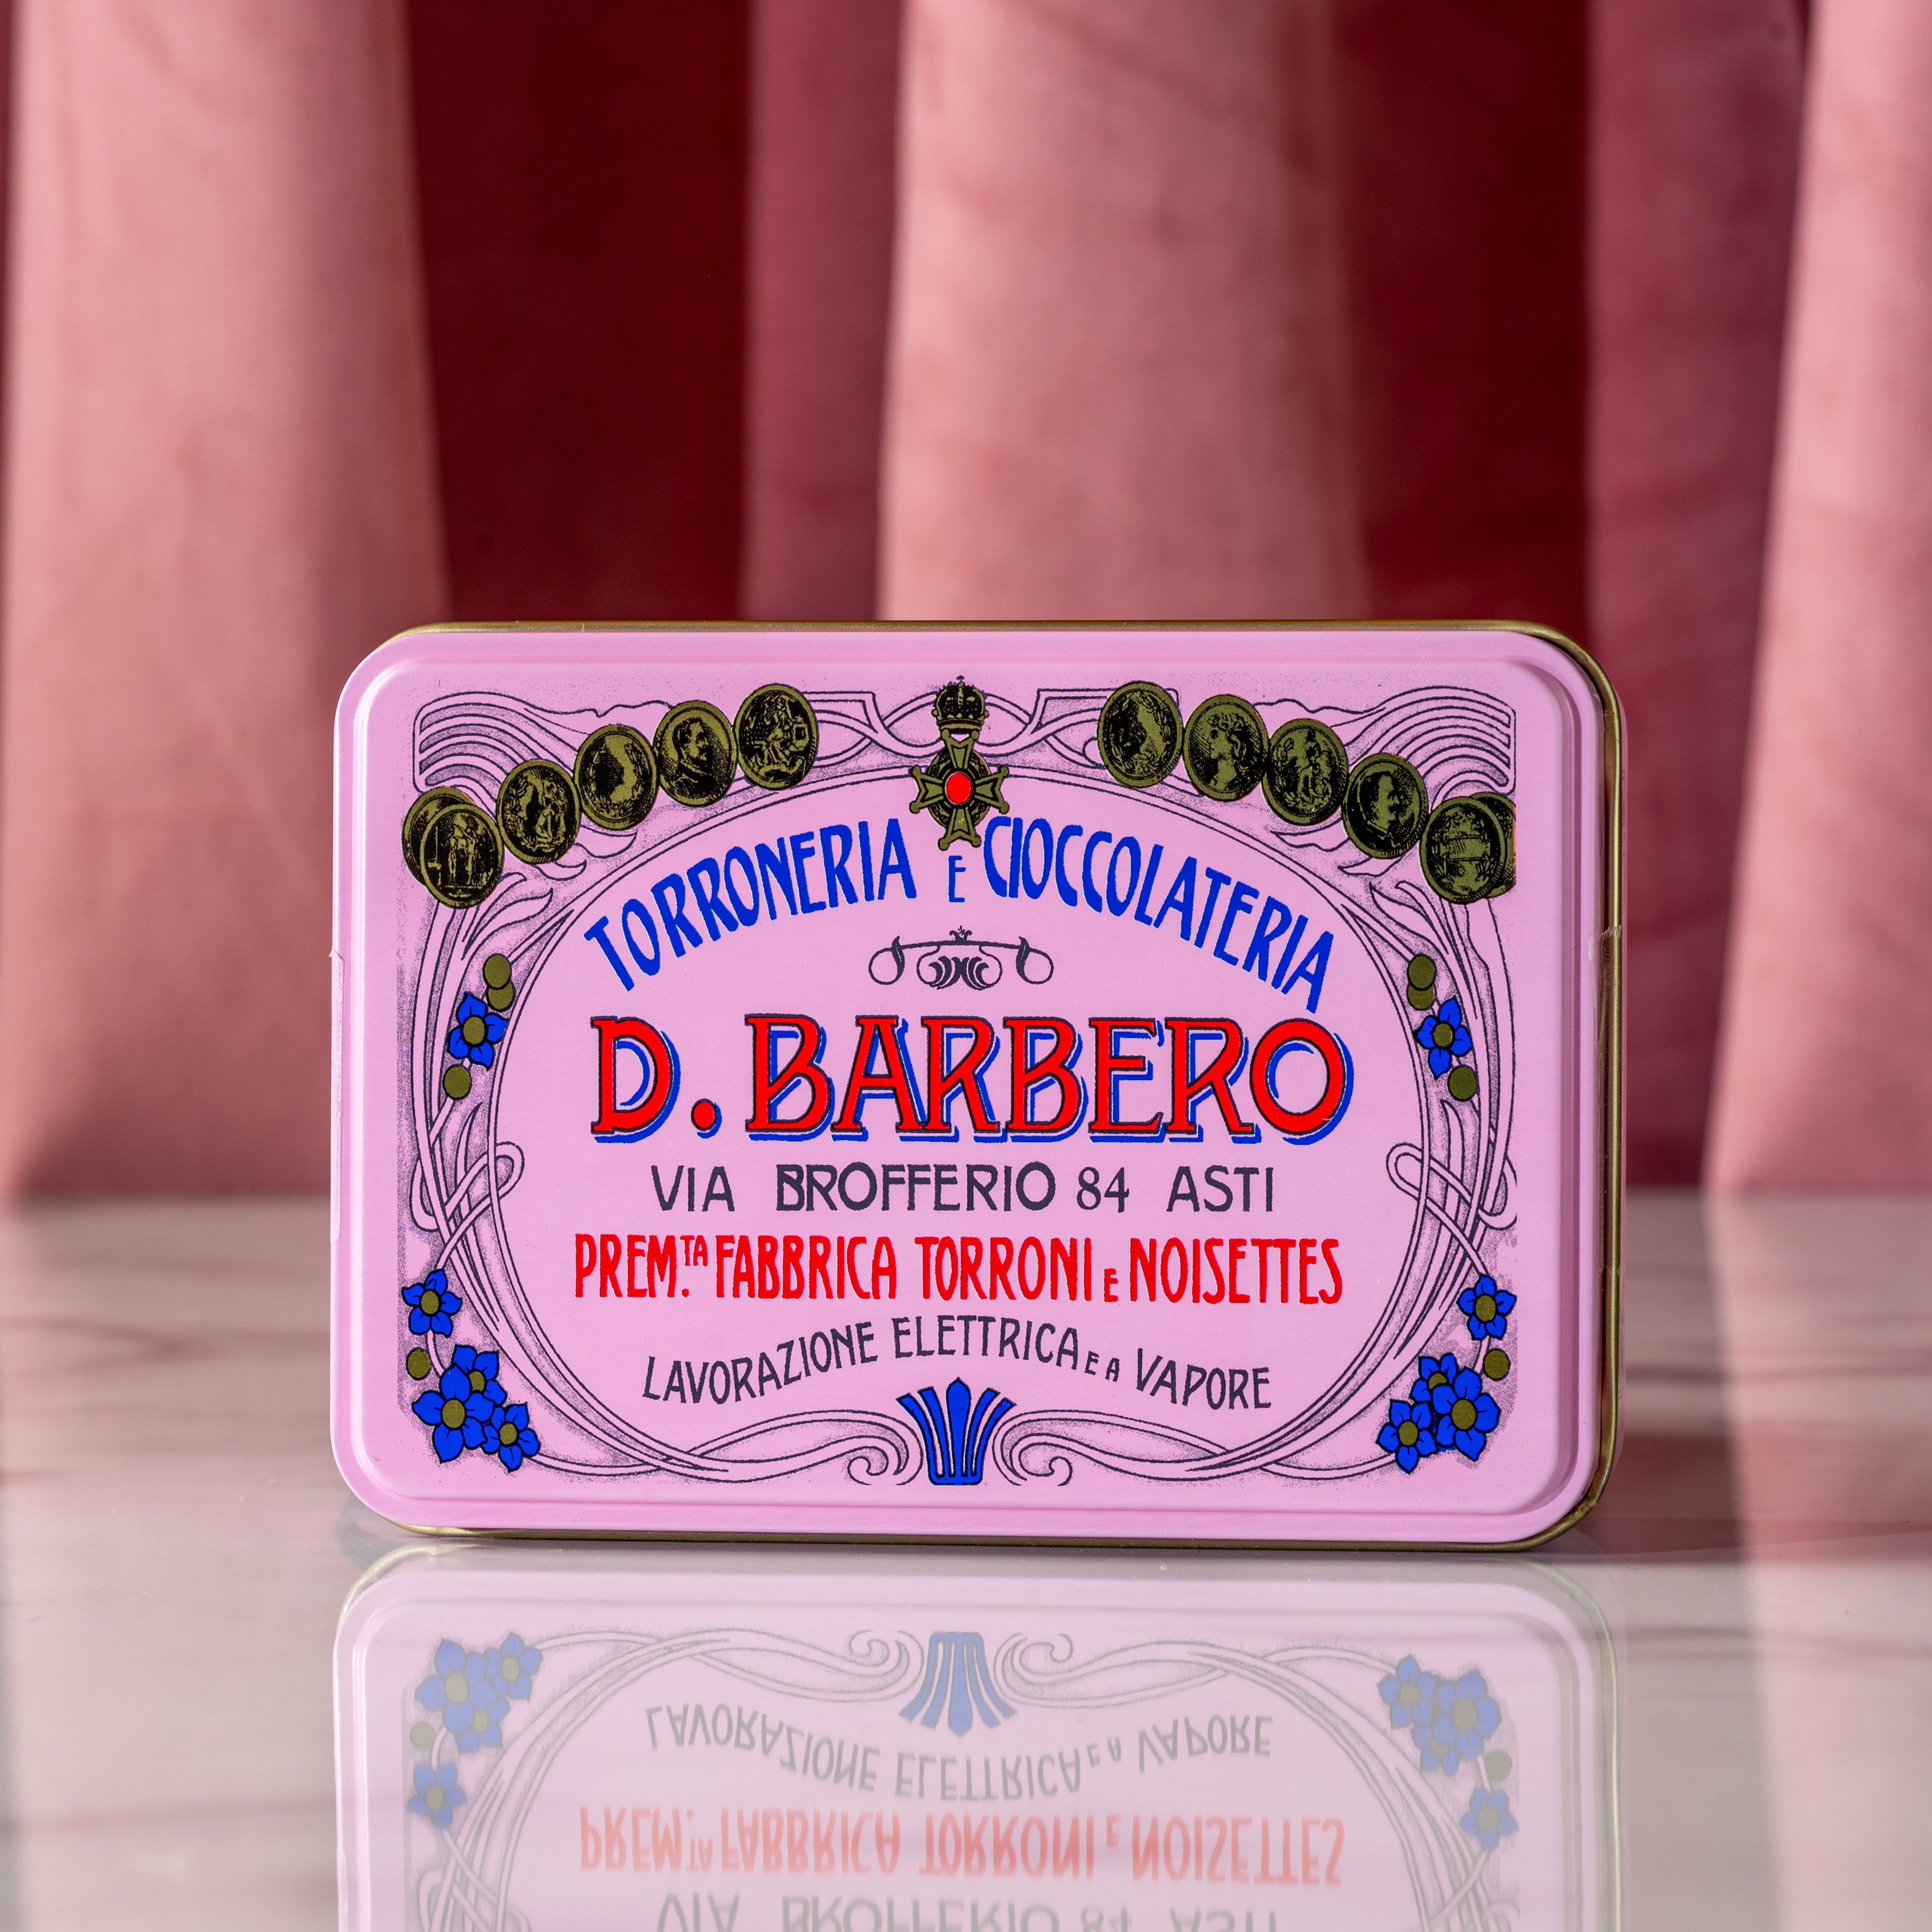 TORRONERIA E CIOCCOLATERIA
D. BARBERO
VIA BROFFERIO 84 ASTI
PREM.TA FABBRICA TORRONI E NOISETTES
LAVORAZIONE ELETTRICA E A VAPORE